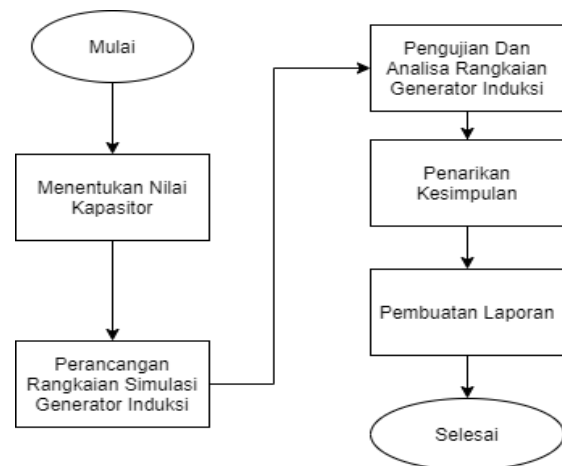 Mulai
Menentukan Nilai
Kapasitor
Perancangan
Rangkaian Simulasi
Generator Induksi
Pengujian Dan
Analisa Rangkaian
Generator Induksi
Penarikan
Kesimpulan
Pembuatan Laporan
Selesai